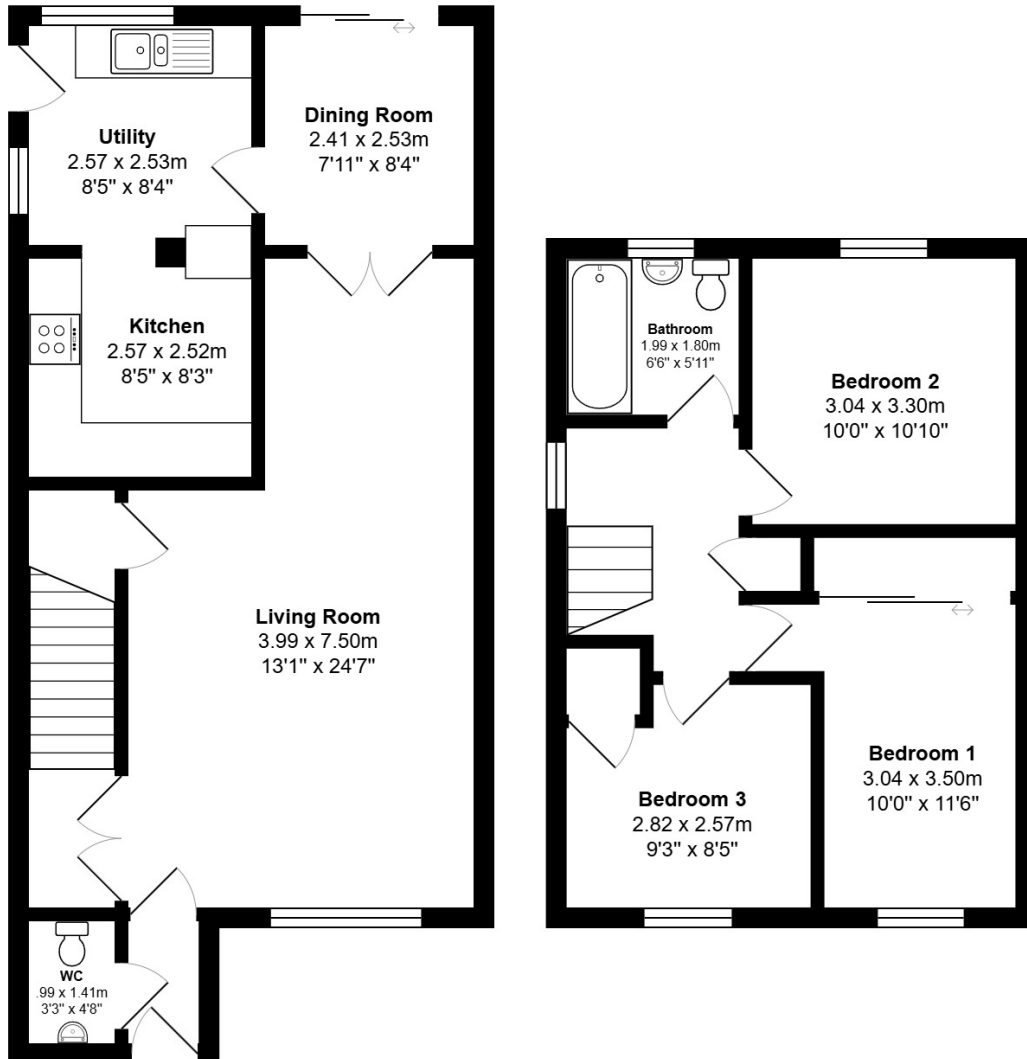 Utility
2.57 x 2.53m
8'5" x 8'4"
Dining Room
2.41 x 2.53m
7'11" x 8'4"
Kitchen
2.57 x 2.52m
8'5" x 8'3"
Living Room
3.99 x 7.50m
13'1" x 24'7"
WC
.99 x 1.41m
3'3" x 4'8"
Bathroom
1.99 x 1.80m
6'6" x 5'11"
Bedroom 2
3.04 x 3.30m
10'0" x 10'10"
Bedroom 1
3.04 x 3.50m
10'0" x 11'6"
Bedroom 3
2.82 x 2.57m
9'3" x 8'5"